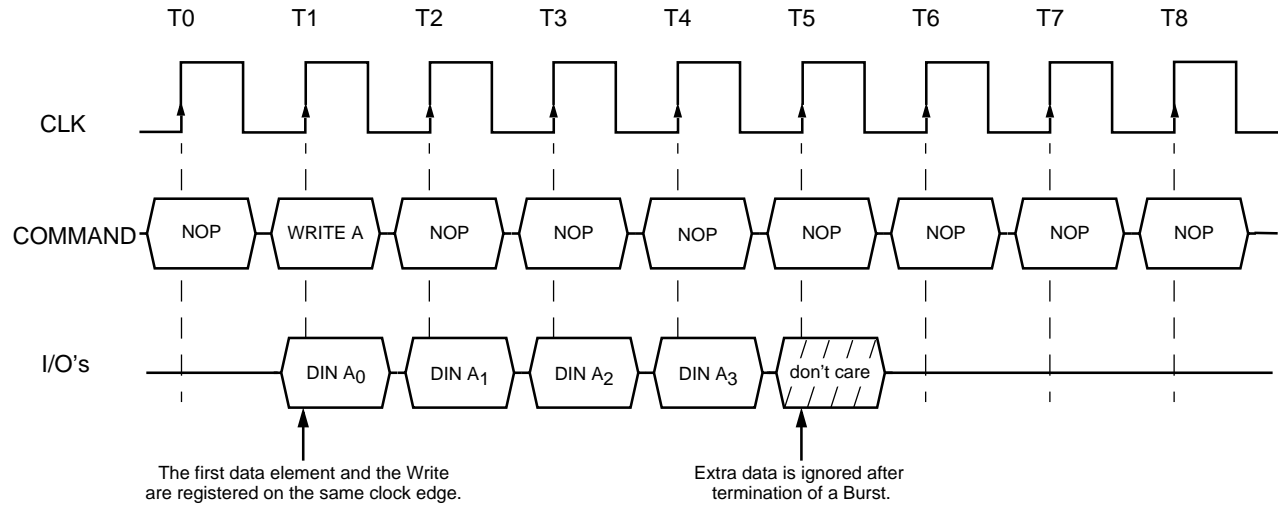 T0 T1 T2 T3 T4 T5 T6 T7 T8
CLK
COMMAND NOP WRITE A NOP NOP NOP NOP NOP NOP NOP
I/O's DIN A0 DIN A1 DIN A2 DIN A3 don't care
The first data element and the Write
are registered on the same clock edge.
Extra data is ignored after
termination of a Burst.